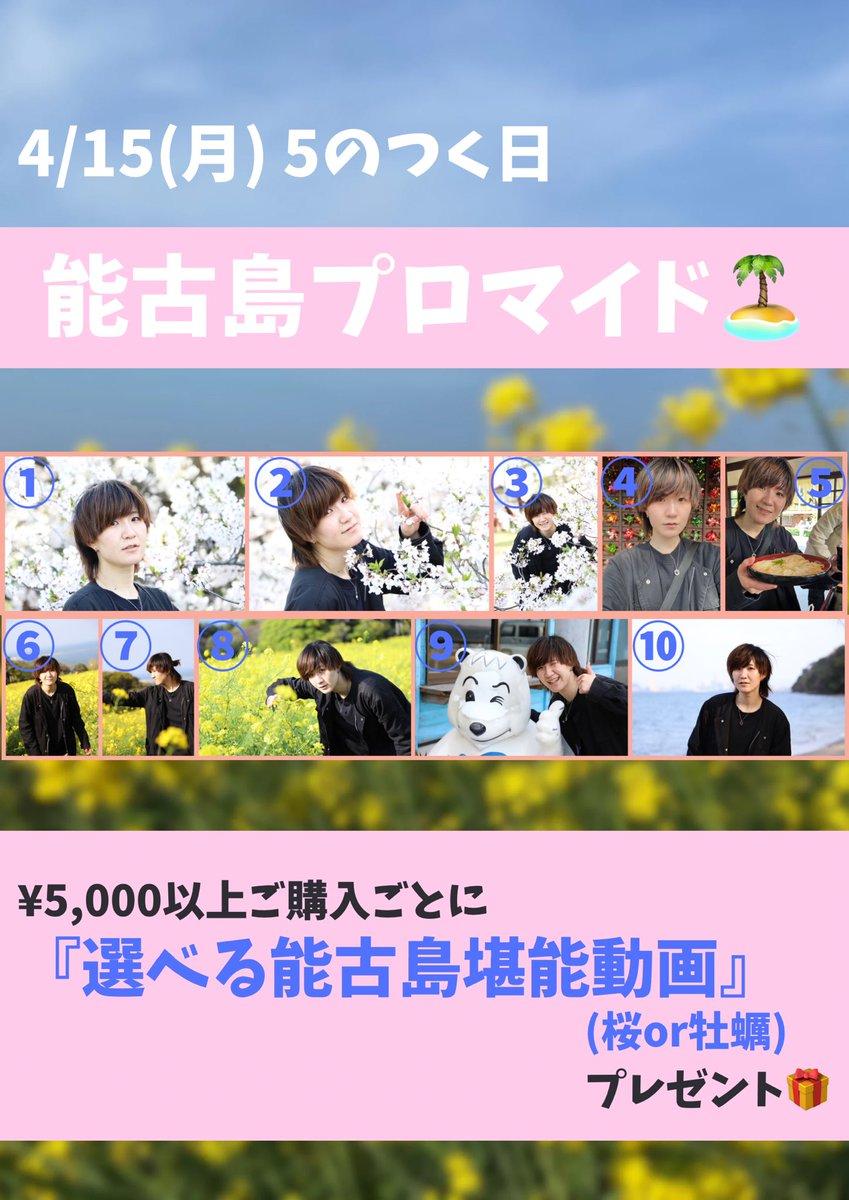 4/15(月) 5のつく日
能古島プロマイド🏝️
① ② ③ ④ ⑤
⑥ ⑦ ⑧ ⑨ ⑩
¥5,000以上ご購入ごとに
『選べる能古島堪能動画』
(桜or牡蠣)
プレゼント🎁